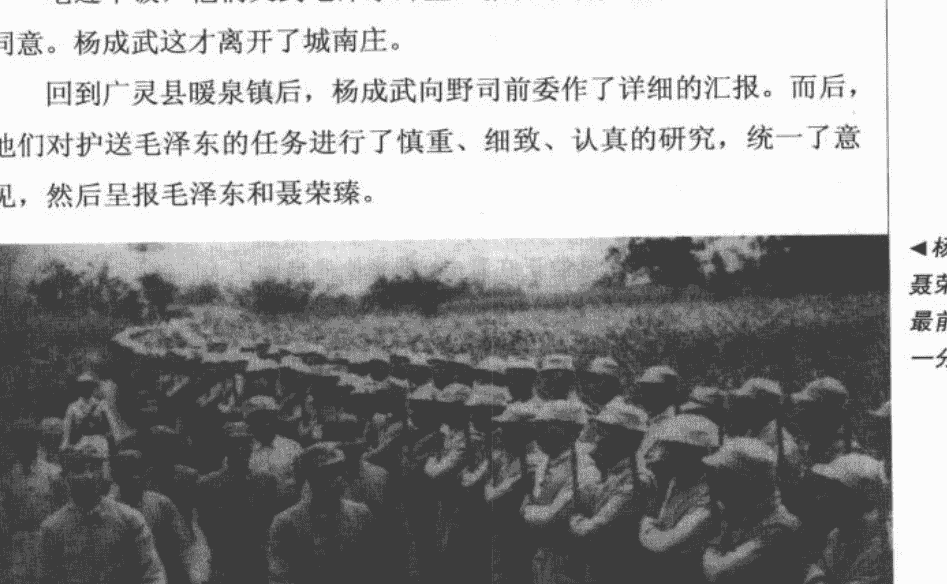 同意。杨成武这才离开了城南庄。
回到广灵县暖泉镇后，杨成武向野司前委作了详细的汇报。而后，
他们对护送毛泽东的任务进行了慎重、细致、认真的研究，统一了意
见，然后呈报毛泽东和聂荣臻。
◀杨
聂荣
最前
一分